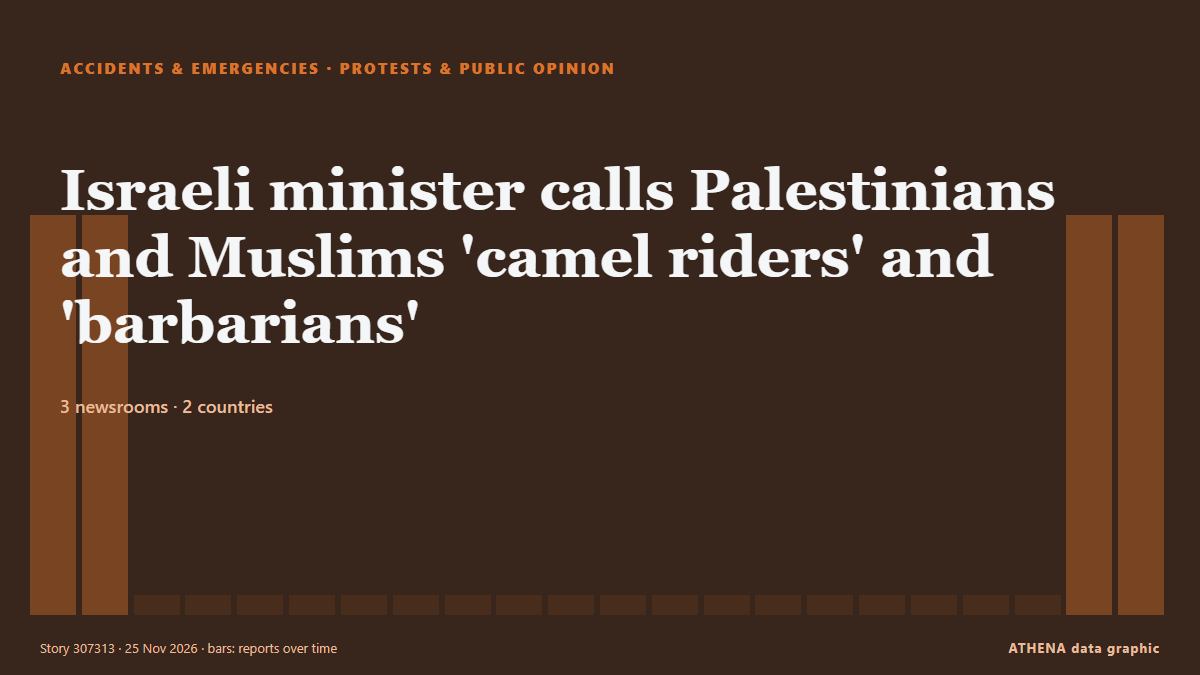 ACCIDENTS & EMERGENCIES · PROTESTS & PUBLIC OPINION
Israeli minister calls Palestinians
and Muslims 'camel riders' and
'barbarians'
3 newsrooms · 2 countries
Story 307313 · 25 Nov 2026 · bars: reports over time
ATHENA data graphic